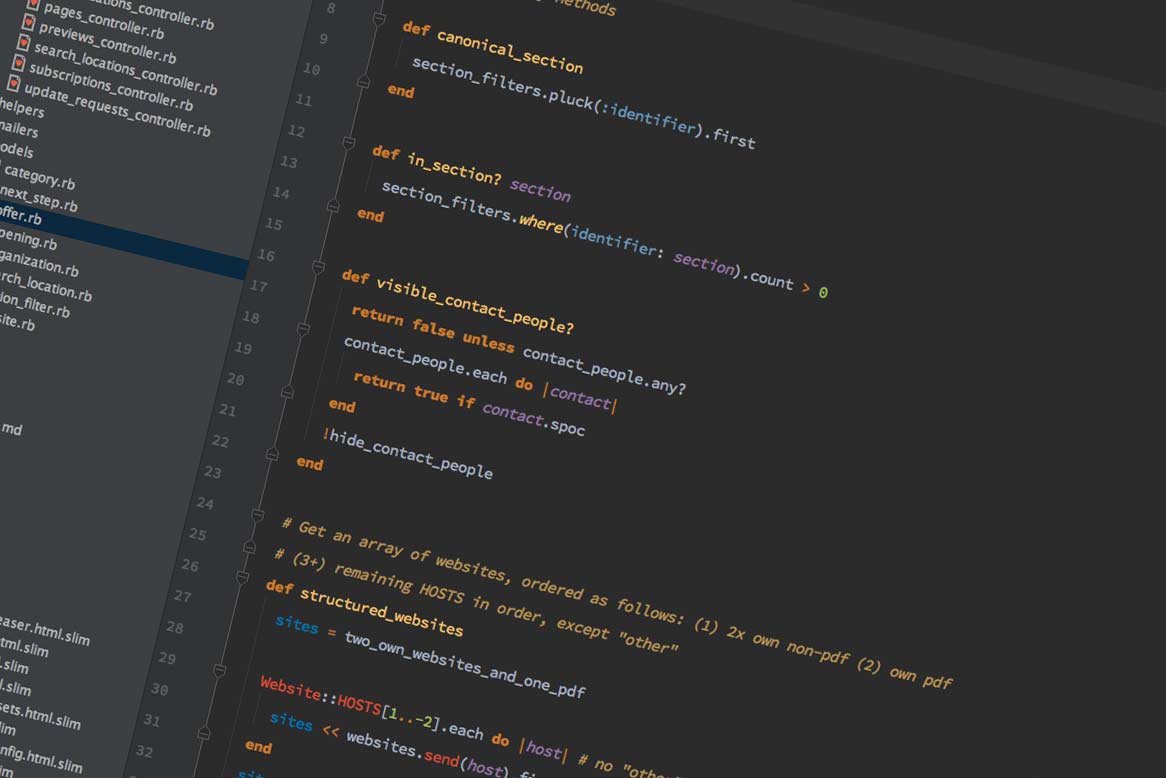 ations_controller.rb
pages_controller.rb
previews_controller.rb
search_locations_controller.rb
subscriptions_controller.rb
update_requests_controller.rb
helpers
mailers
odels
category.rb
next_step.rb
offer.rb
pening.rb
ganization.rb
rch_location.rb
ion_filter.rb
site.rb
.md
easer.html.slim
html.slim
l.slim
l.slim
sets.html.slim
lim
nfig.html.slim
8 methods
9 def canonical_section
10 section_filters.pluck(:identifier).first
11 end
12
13 def in_section? section
14 section_filters.where(identifier: section).count > 0
15 end
16
17 def visible_contact_people?
18 return false unless contact_people.any?
19 contact_people.each do |contact|
20 return true if contact.spoc
21 end
22 !hide_contact_people
23 end
24
25 # Get an array of websites, ordered as follows: (1) 2x own non-pdf (2) own pdf
26 # (3+) remaining HOSTS in order, except "other"
27 def structured_websites
28 sites = two_own_websites_and_one_pdf
29
30 Website::HOSTS[1..-2].each do |host| # no "other"
31 sites << websites.send(host).fi
32 end
sit